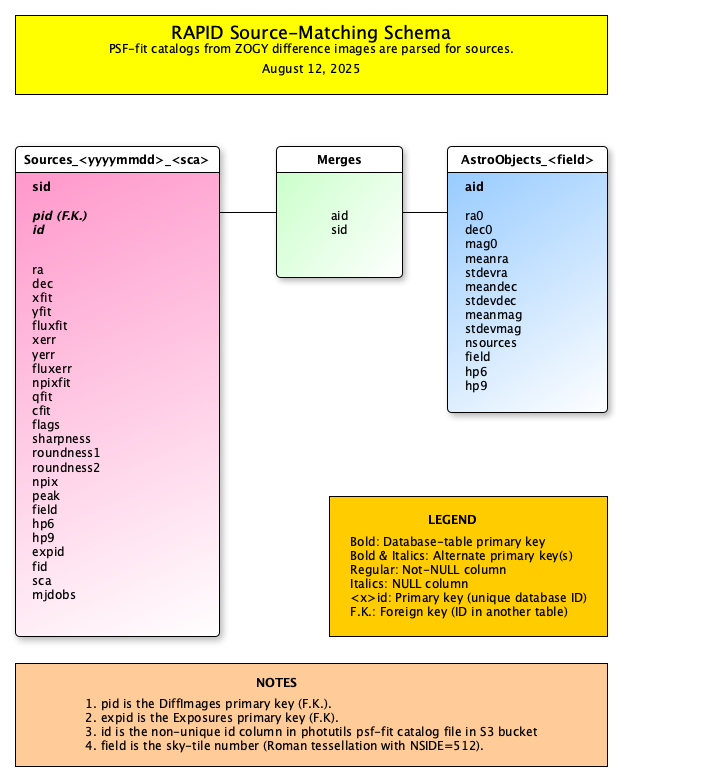 RAPID Source-Matching Schema
PSF-fit catalogs from ZOGY difference images are parsed for sources.
August 12, 2025
Sources_<yyyymmdd>_<sca>
sid
pid (F.K.)
id
ra
dec
xfit
yfit
fluxfit
xerr
yerr
fluxerr
npixfit
qfit
cfit
flags
sharpness
roundness1
roundness2
npix
peak
field
hp6
hp9
expid
fid
sca
mjdobs
Merges
aid
sid
AstroObjects_<field>
aid
ra0
dec0
mag0
meanra
stdevra
meandec
stdevdec
meanmag
stdevmag
nsources
field
hp6
hp9
LEGEND
Bold: Database-table primary key
Bold & Italics: Alternate primary key(s)
Regular: Not-NULL column
Italics: NULL column
<x>id: Primary key (unique database ID)
F.K.: Foreign key (ID in another table)
NOTES
1. pid is the DiffImages primary key (F.K.).
2. expid is the Exposures primary key (F.K).
3. id is the non-unique id column in photutils psf-fit catalog file in S3 bucket
4. field is the sky-tile number (Roman tessellation with NSIDE=512).